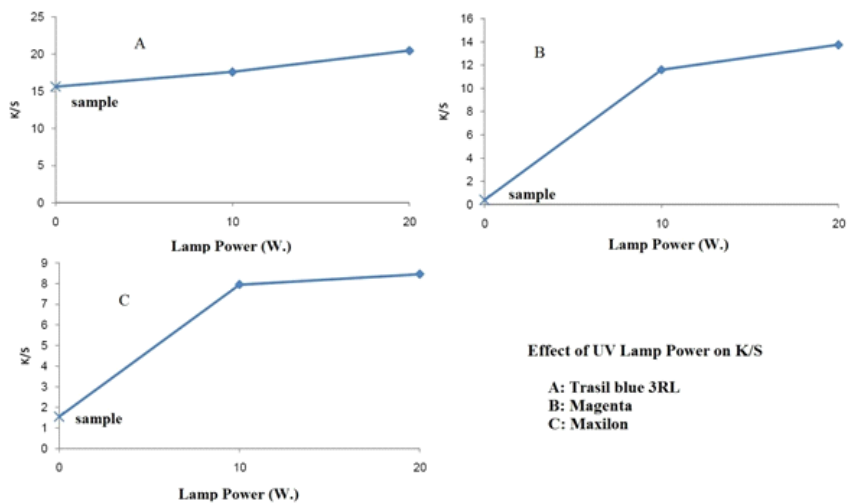 25
20
15
10
5
0
K/S
A
sample
0 10 20
Lamp Power (W.)
16
14
12
10
8
6
4
2
0
K/S
B
sample
0 10 20
Lamp Power (W.)
9
8
7
6
5
4
3
2
1
0
K/S
C
sample
0 10 20
Lamp Power (W.)
Effect of UV Lamp Power on K/S
A: Trasil blue 3RL
B: Magenta
C: Maxilon